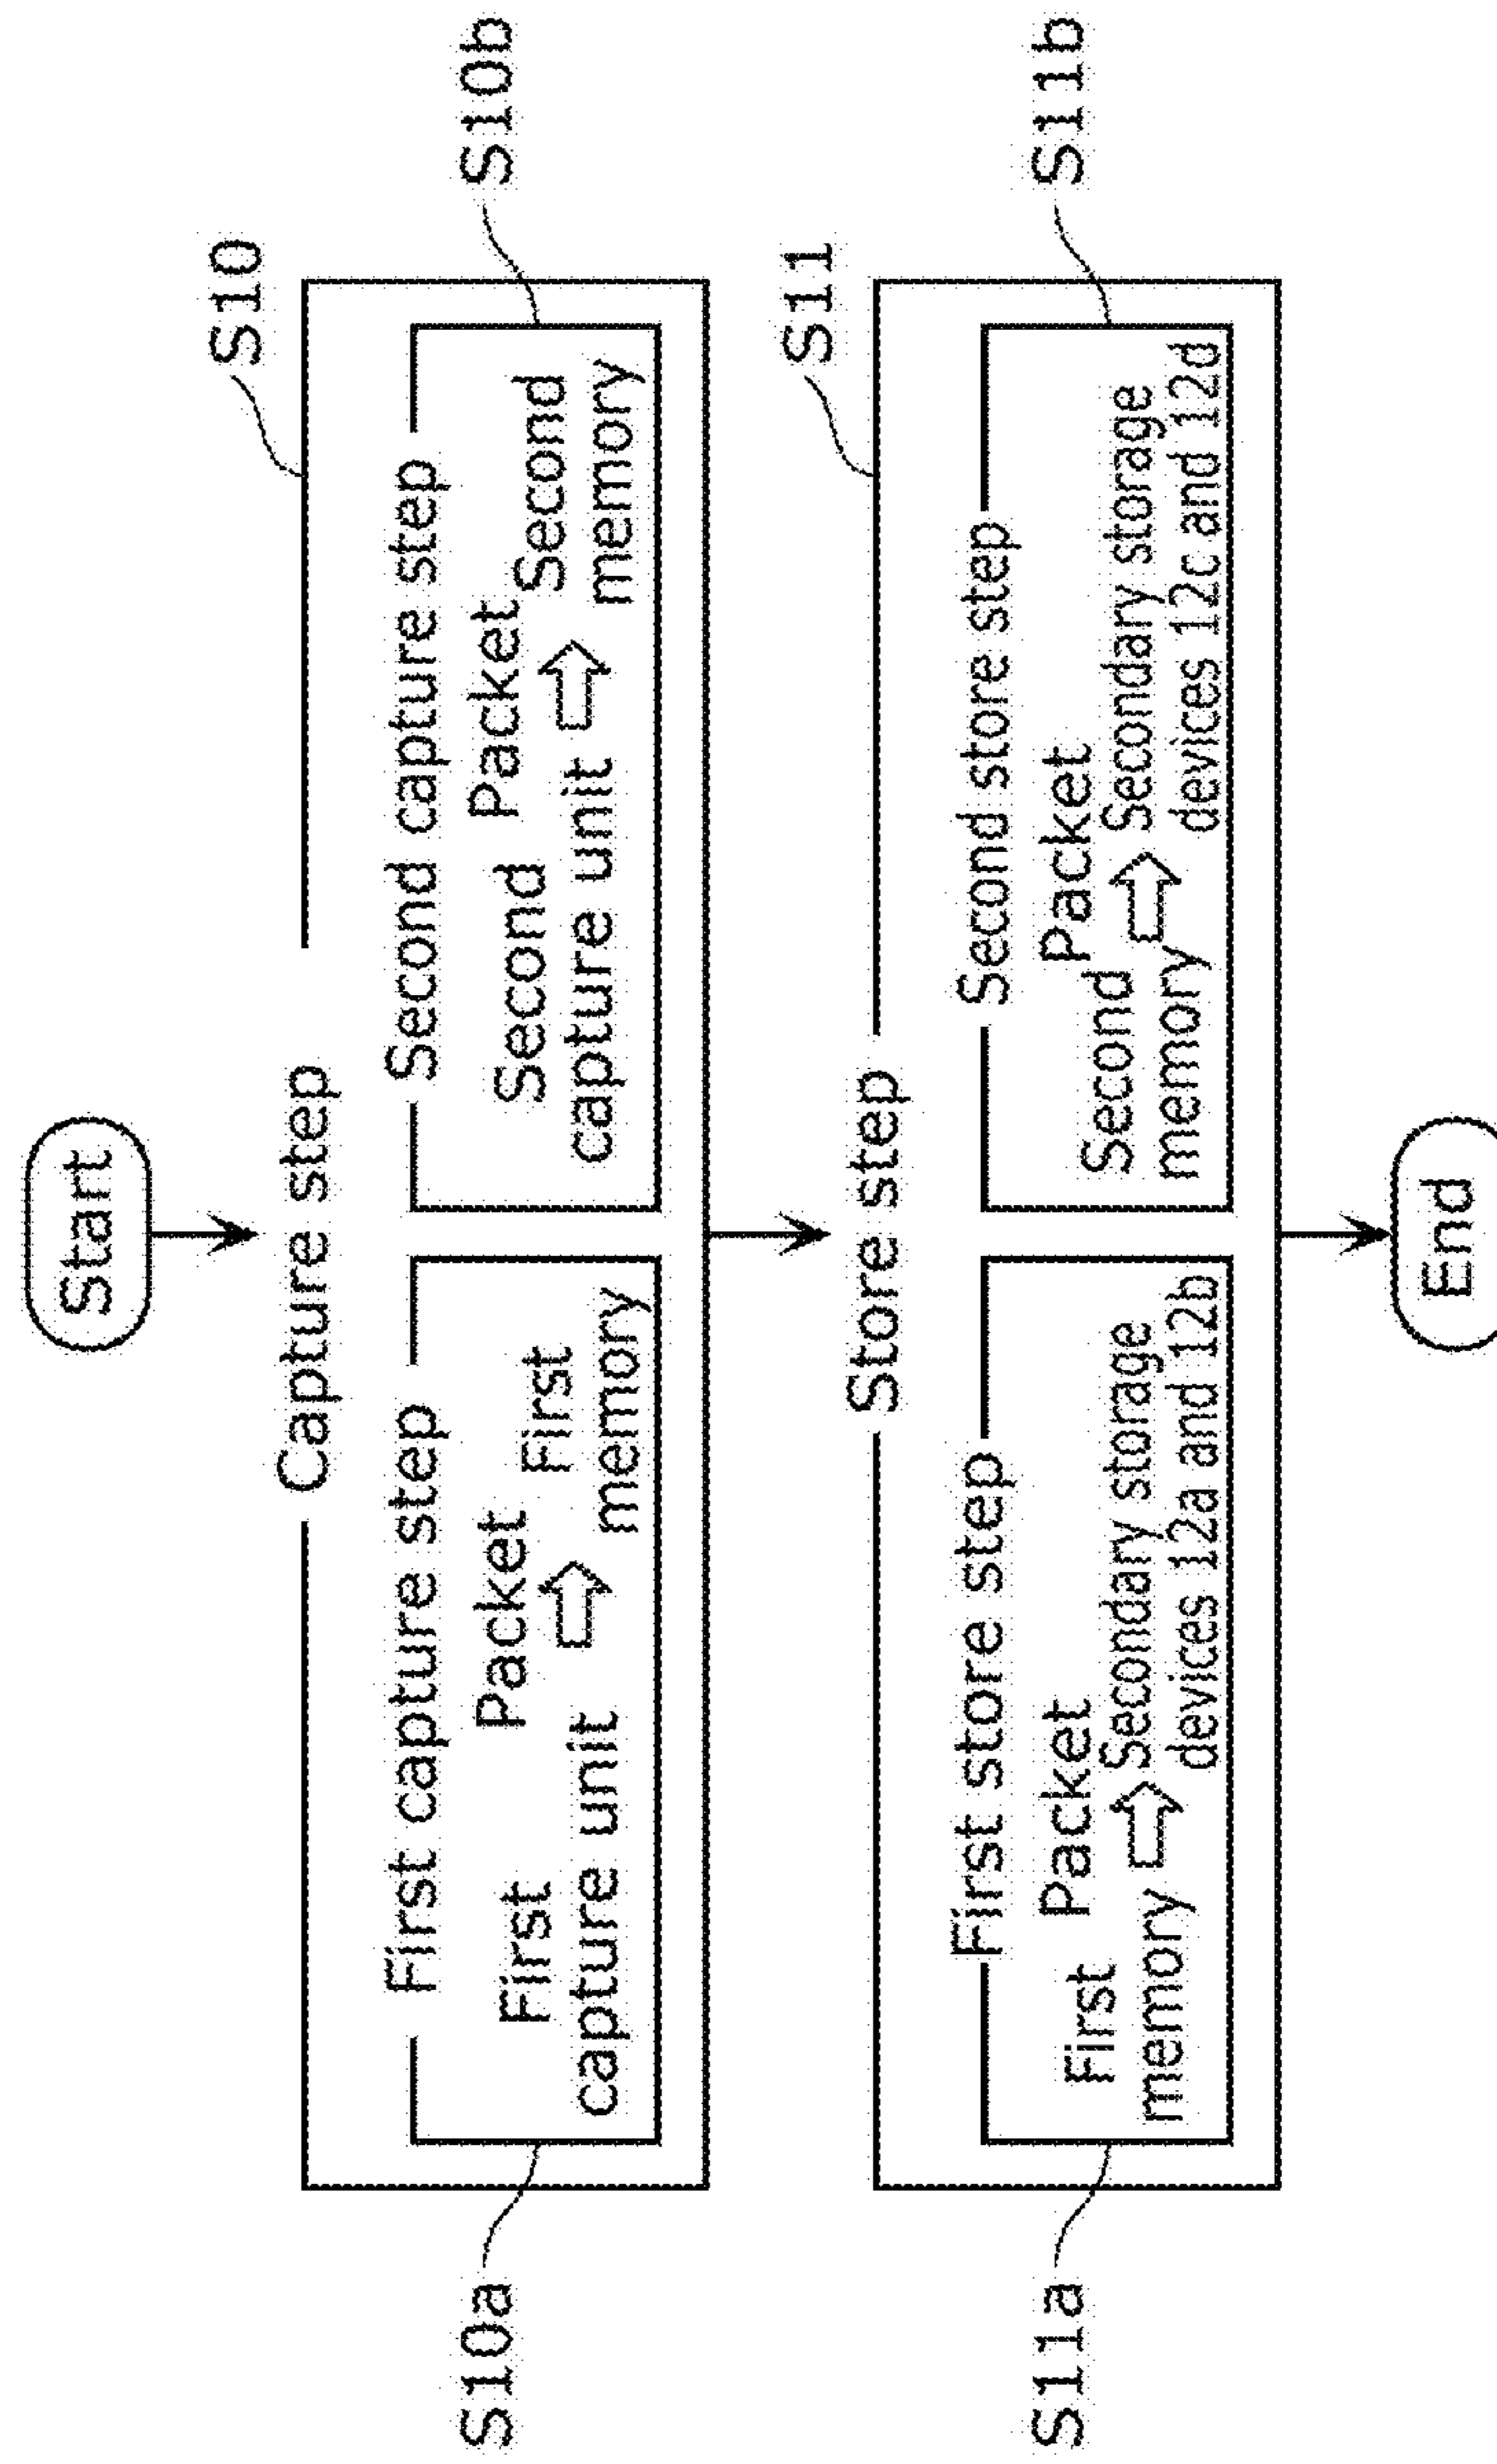 Start
S10
Capture step
S10a
First capture step
Packet
First
capture unit
First
memory
S10b
Second capture step
Packet
Second
capture unit
Second
memory
S11
Store step
S11a
First store step
Packet
First
memory
Secondary storage
devices 12a and 12b
S11b
Second store step
Packet
Second
memory
Secondary storage
devices 12c and 12d
End